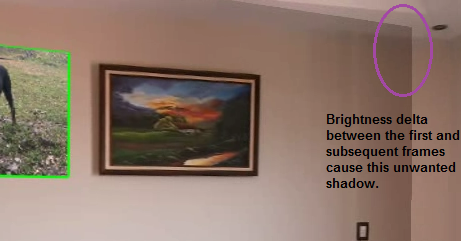 Brightness delta
between the first and
subsequent frames
cause this unwanted
shadow.